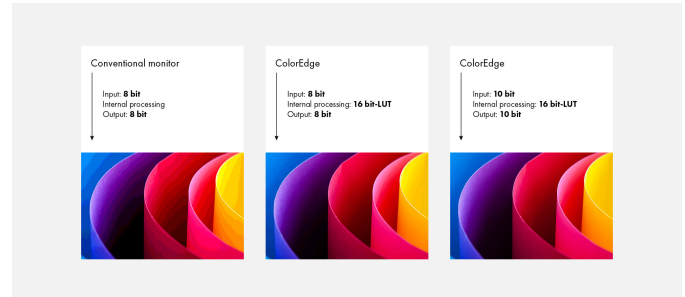 Conventional monitor
Input: 8 bit
Internal processing
Output: 8 bit
ColorEdge
Input: 8 bit
Internal processing: 16 bit-LUT
Output: 8 bit
ColorEdge
Input: 10 bit
Internal processing: 16 bit-LUT
Output: 10 bit